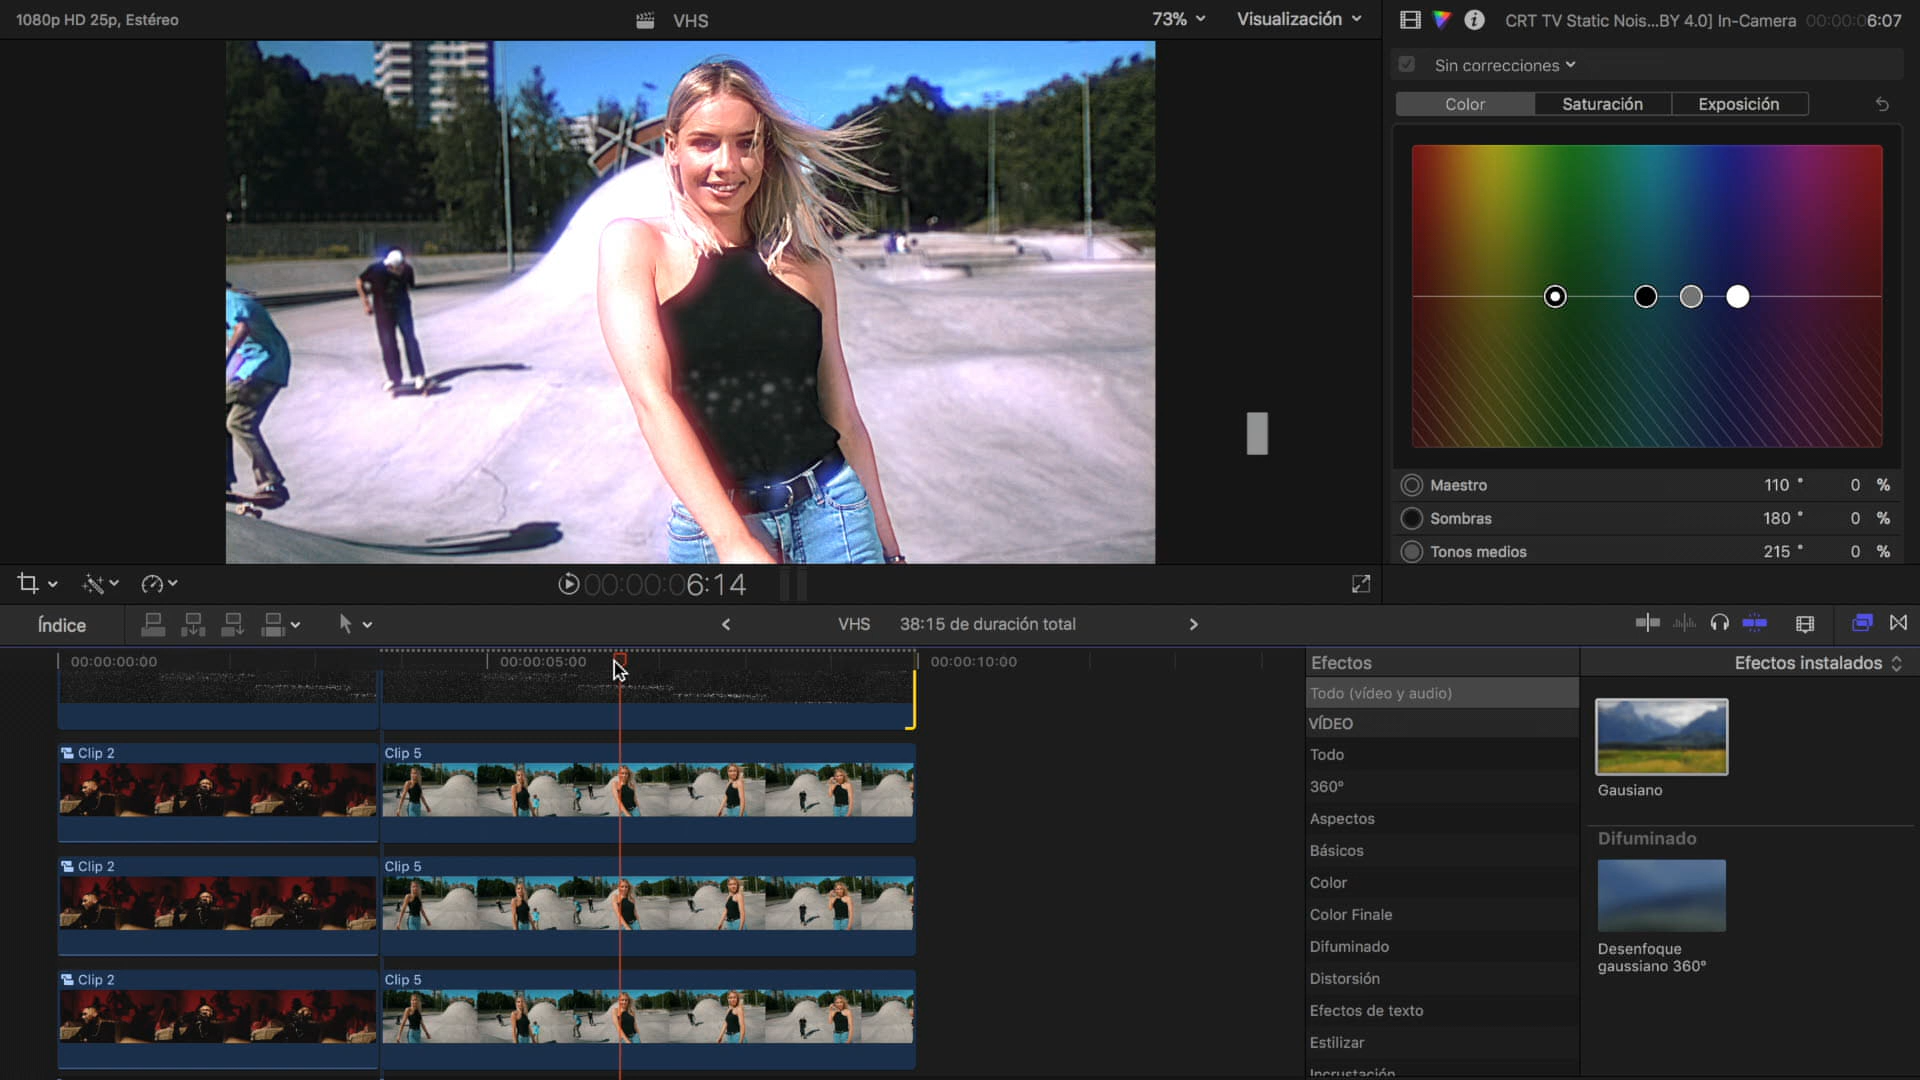 1080p HD 25p, Estéreo
VHS
73%
Visualización
CRT TV Static Nois...BY 4.0] In-Camera
00:00:06:07
Sin correcciones
Color
Saturación
Exposición
Maestro 110 ° 0 %
Sombras 180 ° 0 %
Tonos medios 215 ° 0 %
00:00:06:14
Índice
VHS
38:15 de duración total
00:00:00:00
00:00:05:00
00:00:10:00
Clip 2
Clip 5
Clip 2
Clip 5
Clip 2
Clip 5
Efectos
Todo (vídeo y audio)
VÍDEO
Todo
360°
Aspectos
Básicos
Color
Color Finale
Difuminado
Distorsión
Efectos de texto
Estilizar
Incrustación
Efectos instalados
Gausiano
Difuminado
Desenfoque
gaussiano 360°